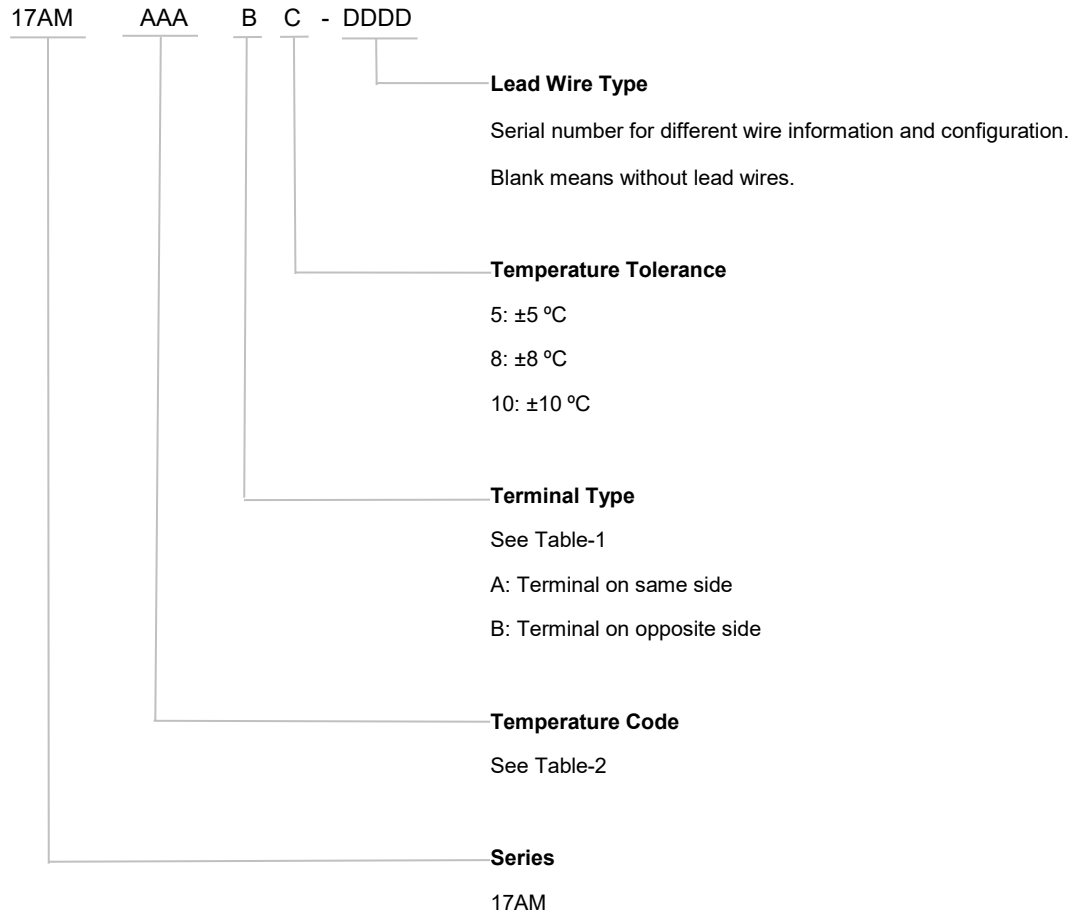 17AM AAA B C - DDDD
Lead Wire Type
Serial number for different wire information and configuration.
Blank means without lead wires.
Temperature Tolerance
5: ±5 ºC
8: ±8 ºC
10: ±10 ºC
Terminal Type
See Table-1
A: Terminal on same side
B: Terminal on opposite side
Temperature Code
See Table-2
Series
17AM